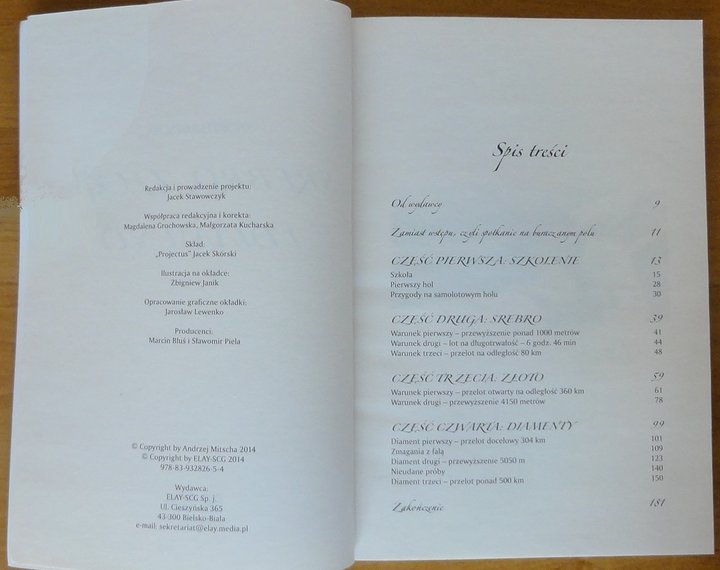 Redakcja i prowadzenie projektu:
Jacek Stawowczyk
Współpraca redakcyjna i korekta:
Magdalena Grochowska, Małgorzata Kucharska
Skład:
„Projectus” Jacek Skórski
Ilustracja na okładce:
Zbigniew Janik
Opracowanie graficzne okładki:
Jarosław Lewenko
Producenci:
Marcin Bluś i Sławomir Piela
© Copyright by Andrzej Mitscha 2014
© Copyright by ELAY-SCG 2014
978-83-932826-5-4
Wydawca:
ELAY-SCG Sp. j.
Ul. Cieszyńska 365
43-300 Bielsko-Biała
e-mail: sekretariat@elay.media.pl
Spis treści
Od wydawcy 9
Zamiast wstępu, czyli spotkanie na buraczanym polu 11
CZĘŚĆ PIERWSZA: SZKOLENIE 13
Szkoła 15
Pierwszy hol 28
Przygody na samolotowym holu 30
CZĘŚĆ DRUGA: SREBRO 39
Warunek pierwszy – przewyższenie ponad 1000 metrów 41
Warunek drugi – lot na długotrwałość – 6 godz. 46 min 44
Warunek trzeci – przelot na odległość 80 km 48
CZĘŚĆ TRZECIA: ZŁOTO 59
Warunek pierwszy – przelot otwarty na odległość 360 km 61
Warunek drugi – przewyższenie 4150 metrów 78
CZĘŚĆ CZWARTA: DIAMENTY 99
Diament pierwszy – przelot docelowy 304 km 101
Zmagania z falą 109
Diament drugi – przewyższenie 5050 m 123
Nieudane próby 140
Diament trzeci – przelot ponad 500 km 150
Zakończenie 181